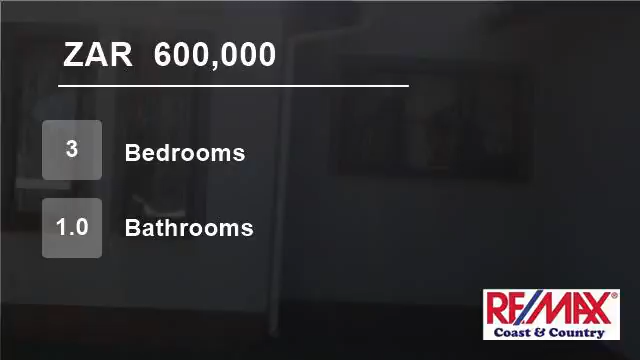 ZAR 600,000
3 Bedrooms
1.0 Bathrooms
RE/MAX®
Coast & Country